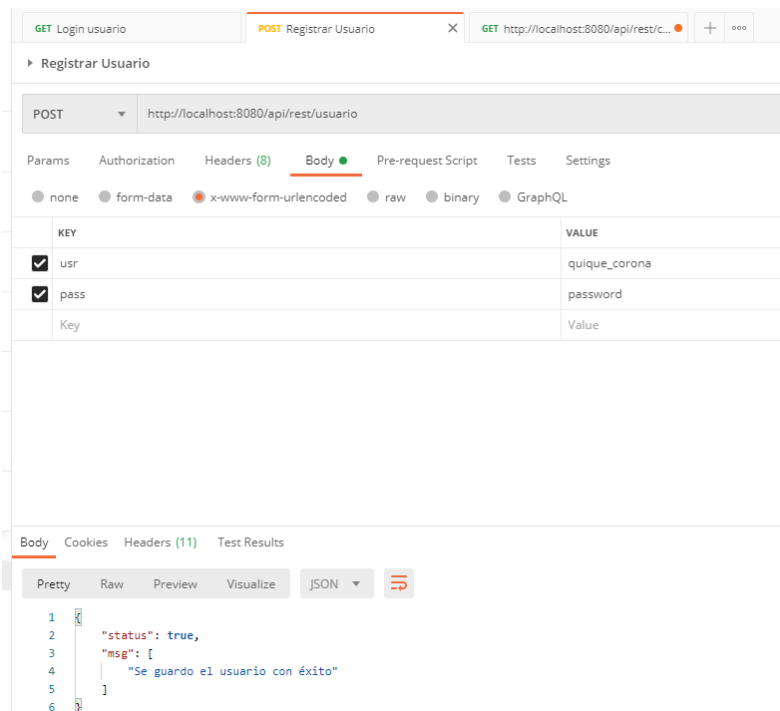 GET Login usuario POST Registrar Usuario GET http://localhost:8080/api/rest/c...
Registrar Usuario
POST http://localhost:8080/api/rest/usuario
Params Authorization Headers (8) Body Pre-request Script Tests Settings
none form-data x-www-form-urlencoded raw binary GraphQL
KEY VALUE
usr quique_corona
pass password
Key Value
Body Cookies Headers (11) Test Results
Pretty Raw Preview Visualize JSON
1 {
2 "status": true,
3 "msg": [
4 "Se guardo el usuario con éxito"
5 ]
6 }